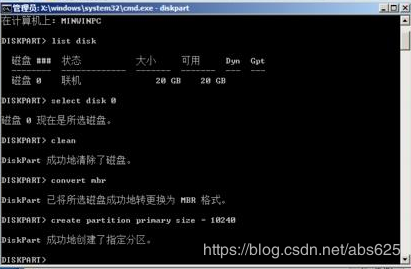 管理员: X:\windows\system32\cmd.exe - diskpart
在计算机上: MINWINPC
DISKPART> list disk
磁盘 ### 状态 大小 可用 Dyn Gpt
磁盘 0 联机 20 GB 20 GB
DISKPART> select disk 0
磁盘 0 现在是所选磁盘。
DISKPART> clean
DiskPart 成功地清除了磁盘。
DISKPART> convert mbr
DiskPart 已将所选磁盘成功地转更换为 MBR 格式。
DISKPART> create partition primary size = 10240
DiskPart 成功地创建了指定分区。
DISKPART>
https://blog.csdn.net/abs625